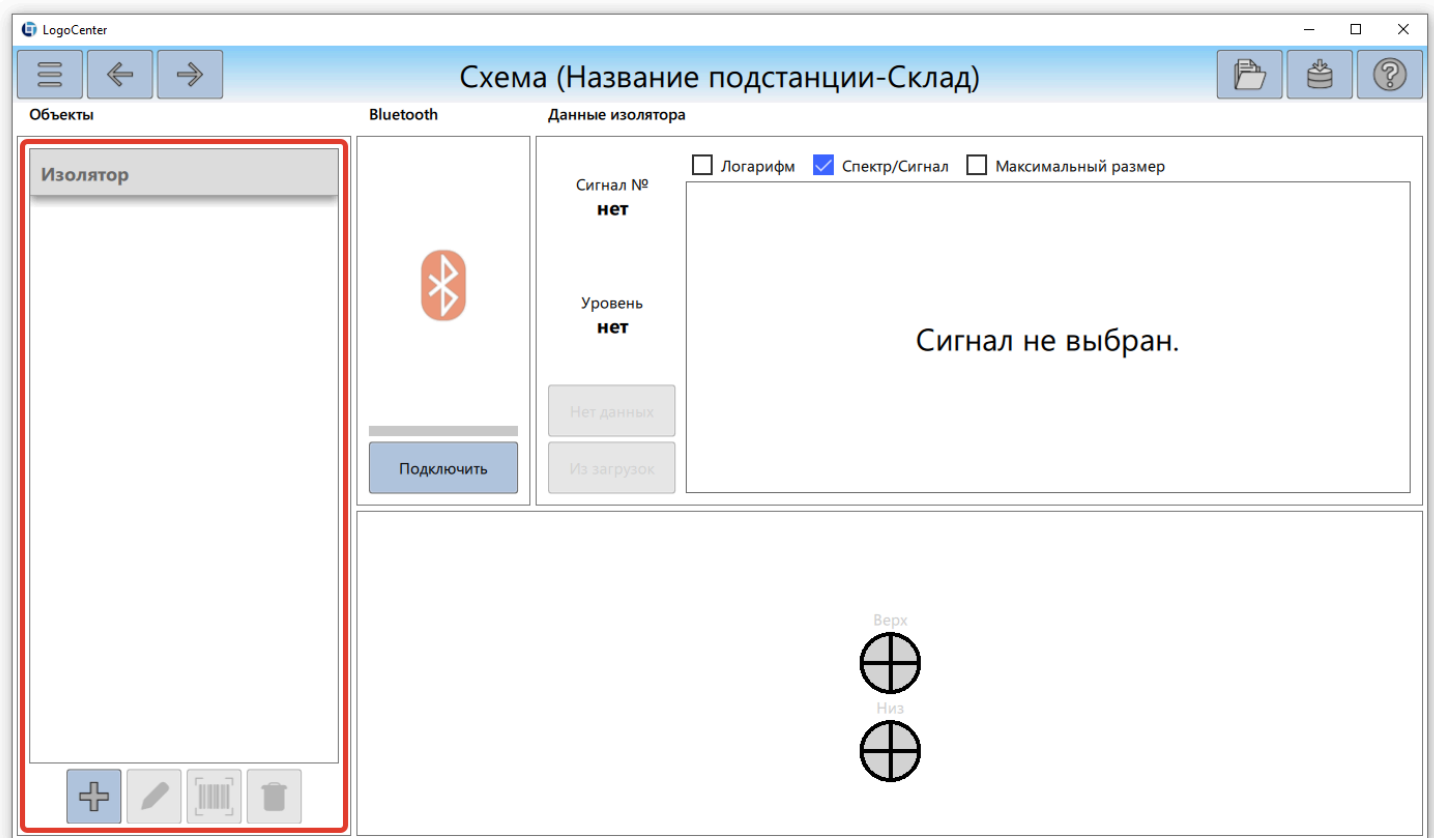 LogoCenter
Схема (Название подстанции-Склад)
Объекты
Bluetooth
Данные изолятора
Изолятор
Логарифм
Спектр/Сигнал
Максимальный размер
Сигнал №
нет
Уровень
нет
Сигнал не выбран.
Нет данных
Подключить
Из загрузок
Верх
Низ